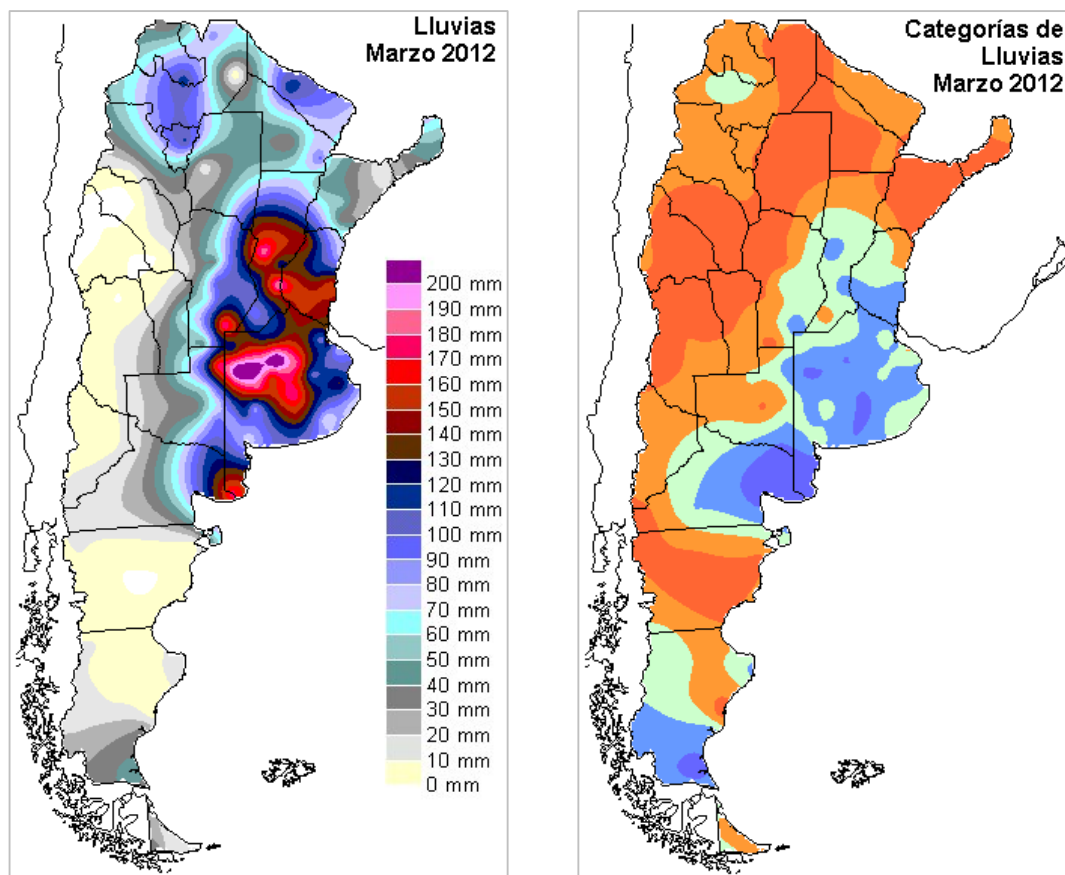 Lluvias
Marzo 2012
200 mm
190 mm
180 mm
170 mm
160 mm
150 mm
140 mm
130 mm
120 mm
110 mm
100 mm
90 mm
80 mm
70 mm
60 mm
50 mm
40 mm
30 mm
20 mm
10 mm
0 mm
Categorías de
Lluvias
Marzo 2012